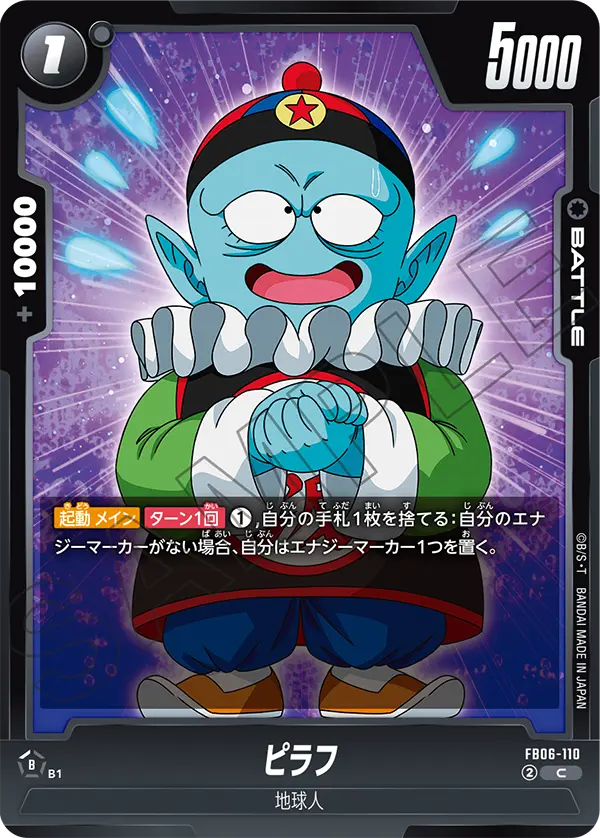 1
5000
+10000
BATTLE
起動 メイン ターン1回 ①,自分の手札1枚を捨てる:自分のエナ
ジーマーカーがない場合、自分はエナジーマーカー1つを置く。
SAMPLE
©B/S・T BANDAI MADE IN JAPAN
ピラフ
B B1
FB06-110
② C
地球人